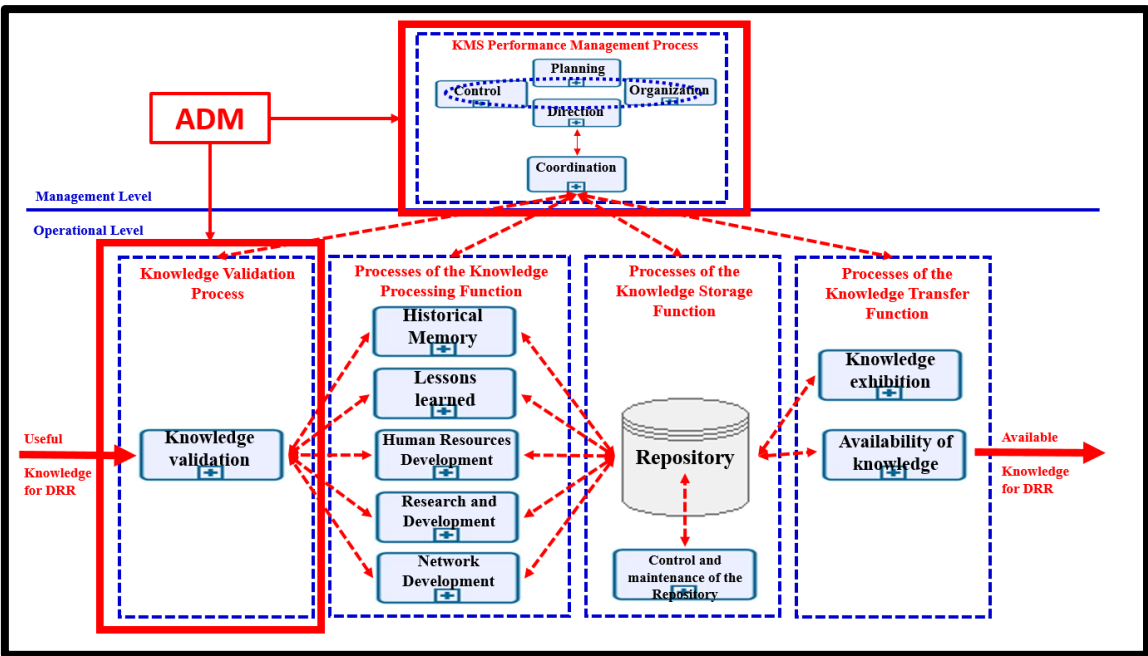 KMS Performance Management Process
Planning
Control
Organization
Direction
ADM
Coordination
Management Level
Operational Level
Knowledge Validation
Process
Processes of the Knowledge
Processing Function
Processes of the
Knowledge Storage
Function
Processes of the
Knowledge Transfer
Function
Historical
Memory
Lessons
learned
Human Resources
Development
Research and
Development
Network
Development
Knowledge
validation
Useful
Knowledge
for DRR
Repository
Control and
maintenance of the
Repository
Knowledge
exhibition
Availability of
knowledge
Available
Knowledge
for DRR